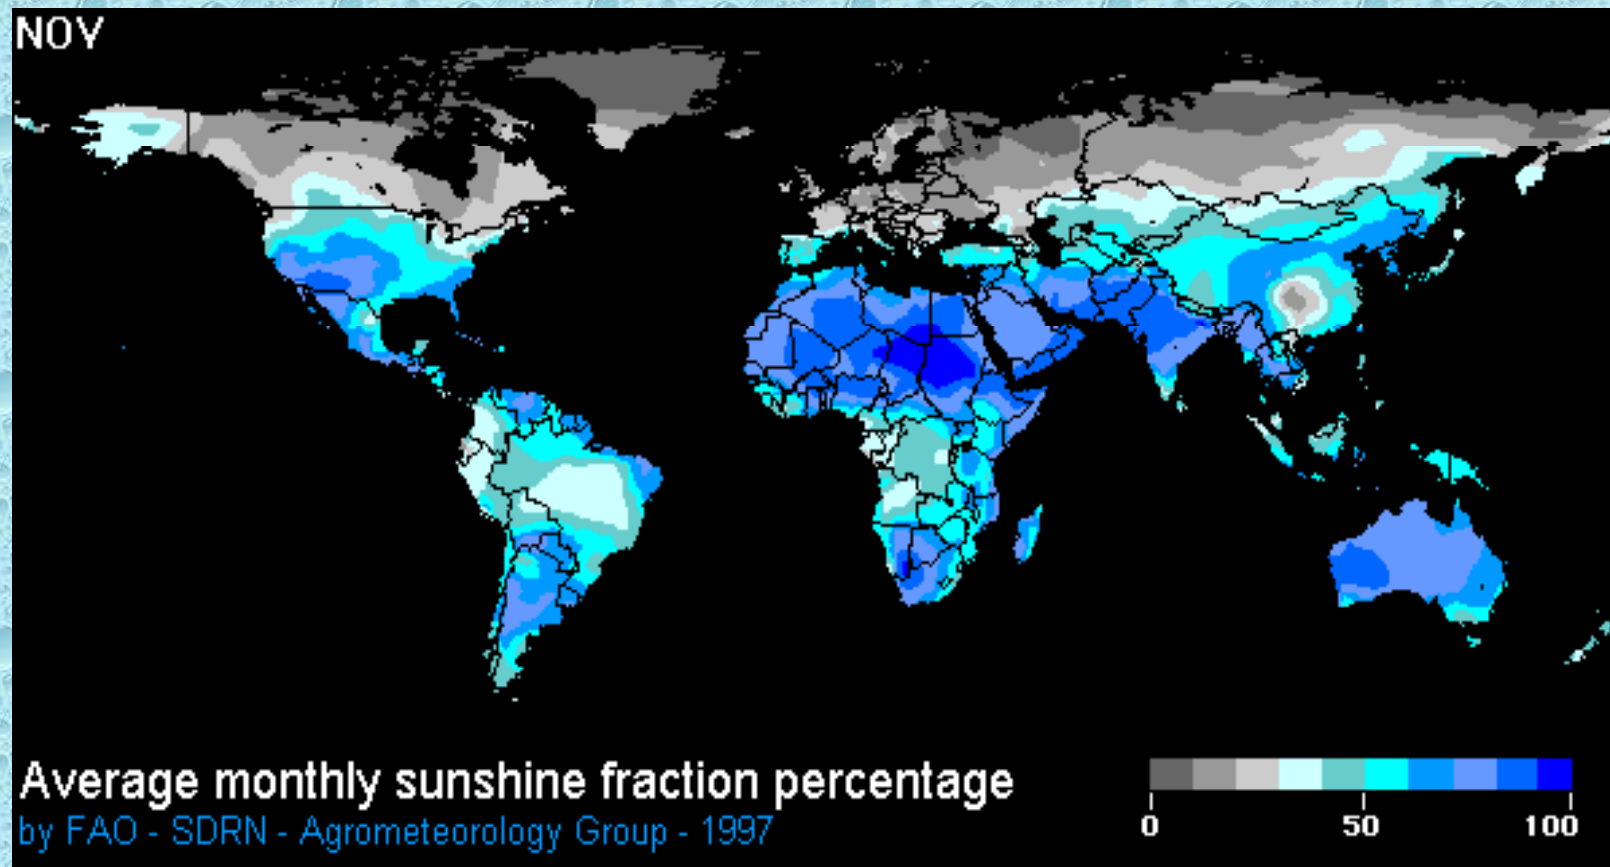 NOV
Average monthly sunshine fraction percentage
by FAO - SDRN - Agrometeorology Group - 1997
0 50 100